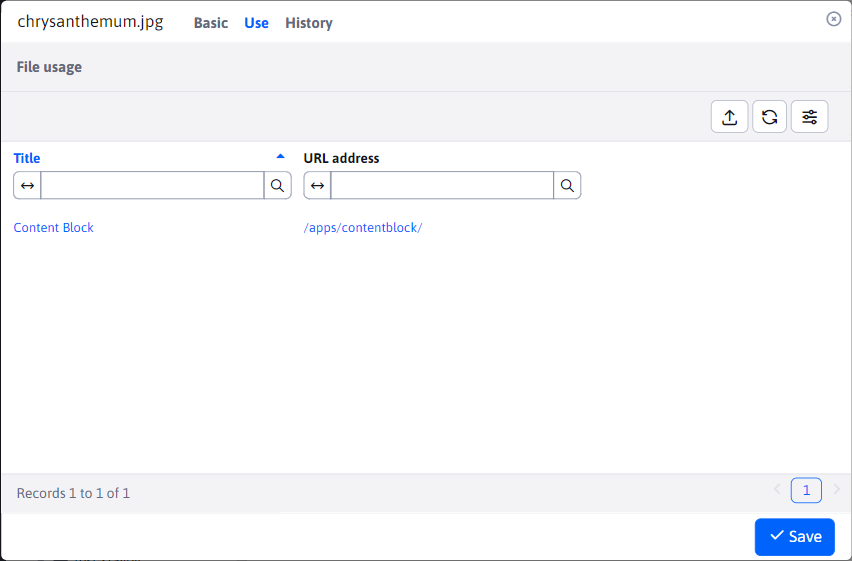 chrysanthemum.jpg Basic Use History
File usage
Title URL address
Content Block /apps/contentblock/
Records 1 to 1 of 1 1
Save